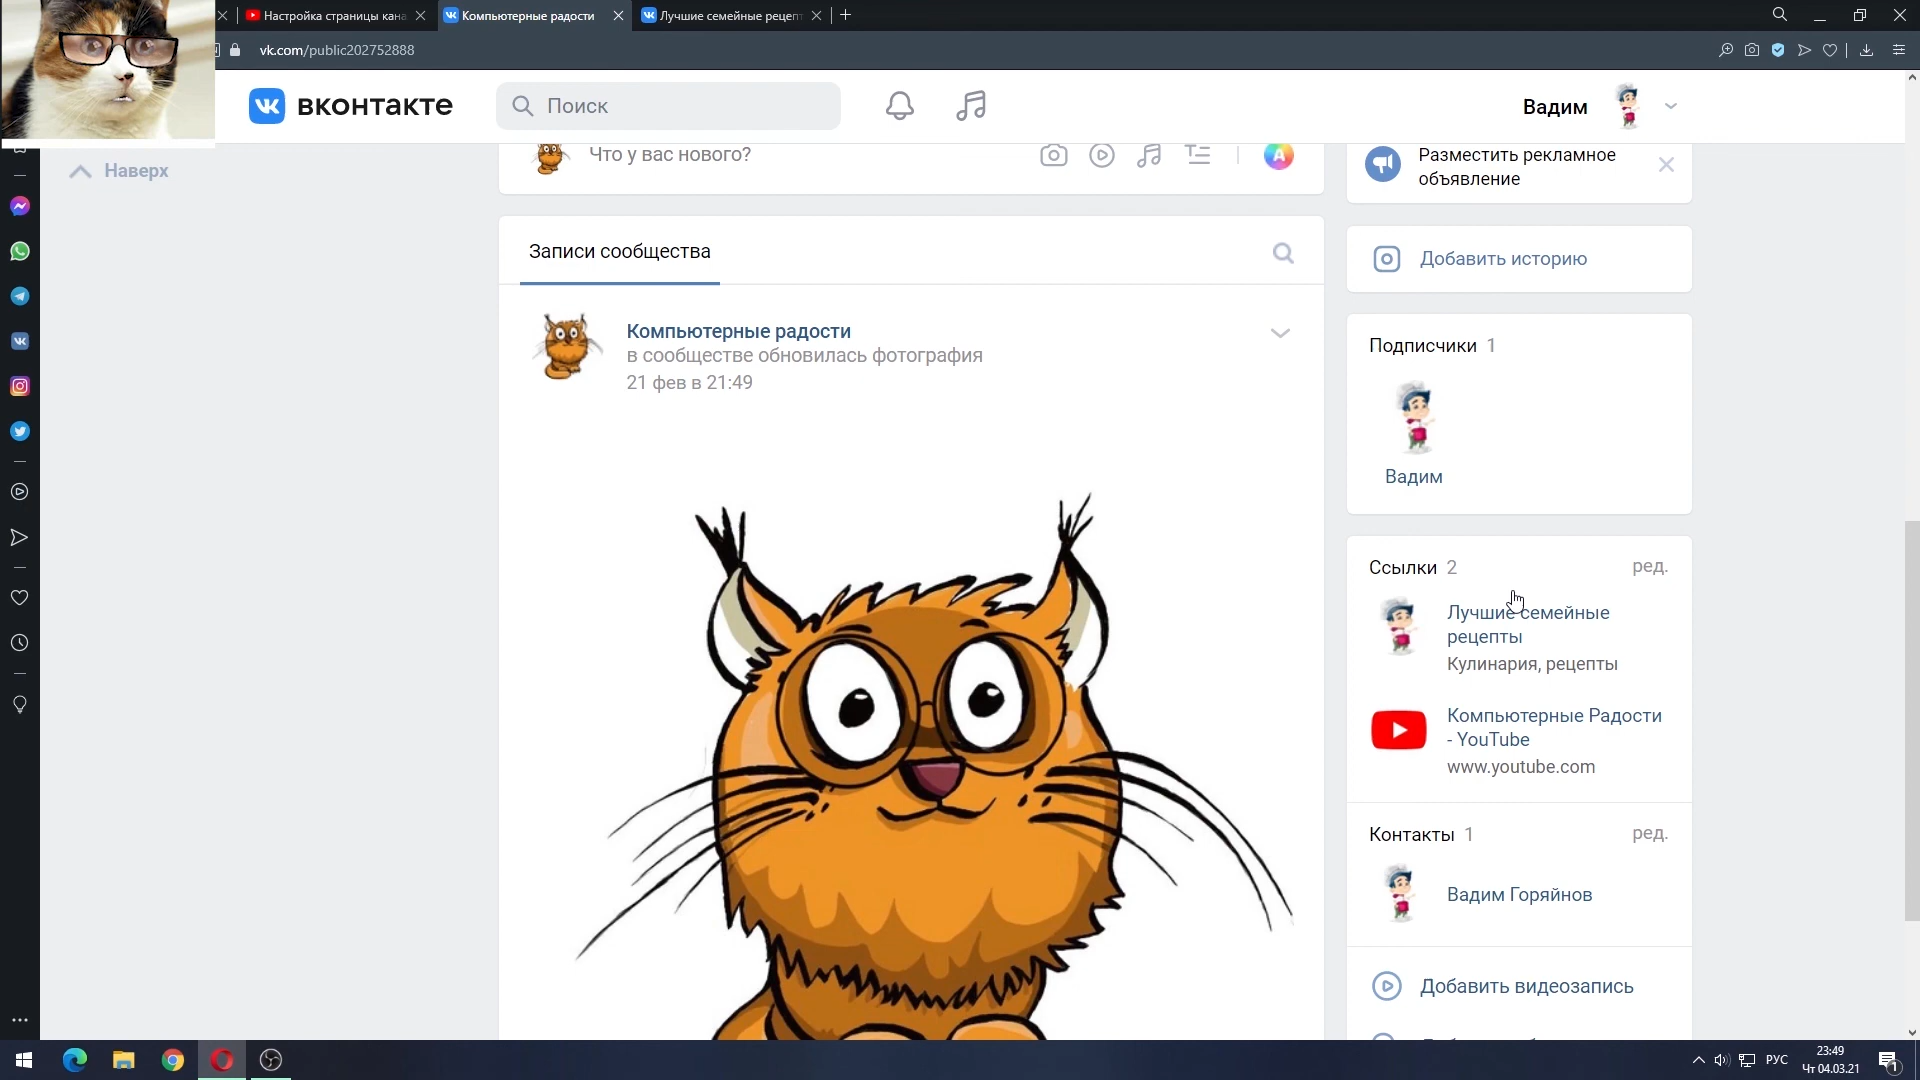 Настройка страницы кана
Компьютерные радости
Лучшие семейные рецепт
vk.com/public202752888
вконтакте
Поиск
Вадим
Наверх
Что у вас нового?
Разместить рекламное
объявление
Записи сообщества
Добавить историю
Компьютерные радости
в сообществе обновилась фотография
21 фев в 21:49
Подписчики 1
Вадим
Ссылки 2 ред.
Лучшие семейные
рецепты
Кулинария, рецепты
Компьютерные Радости
- YouTube
www.youtube.com
Контакты 1 ред.
Вадим Горяйнов
Добавить видеозапись
РУС
23:49
Чт 04.03.21
1